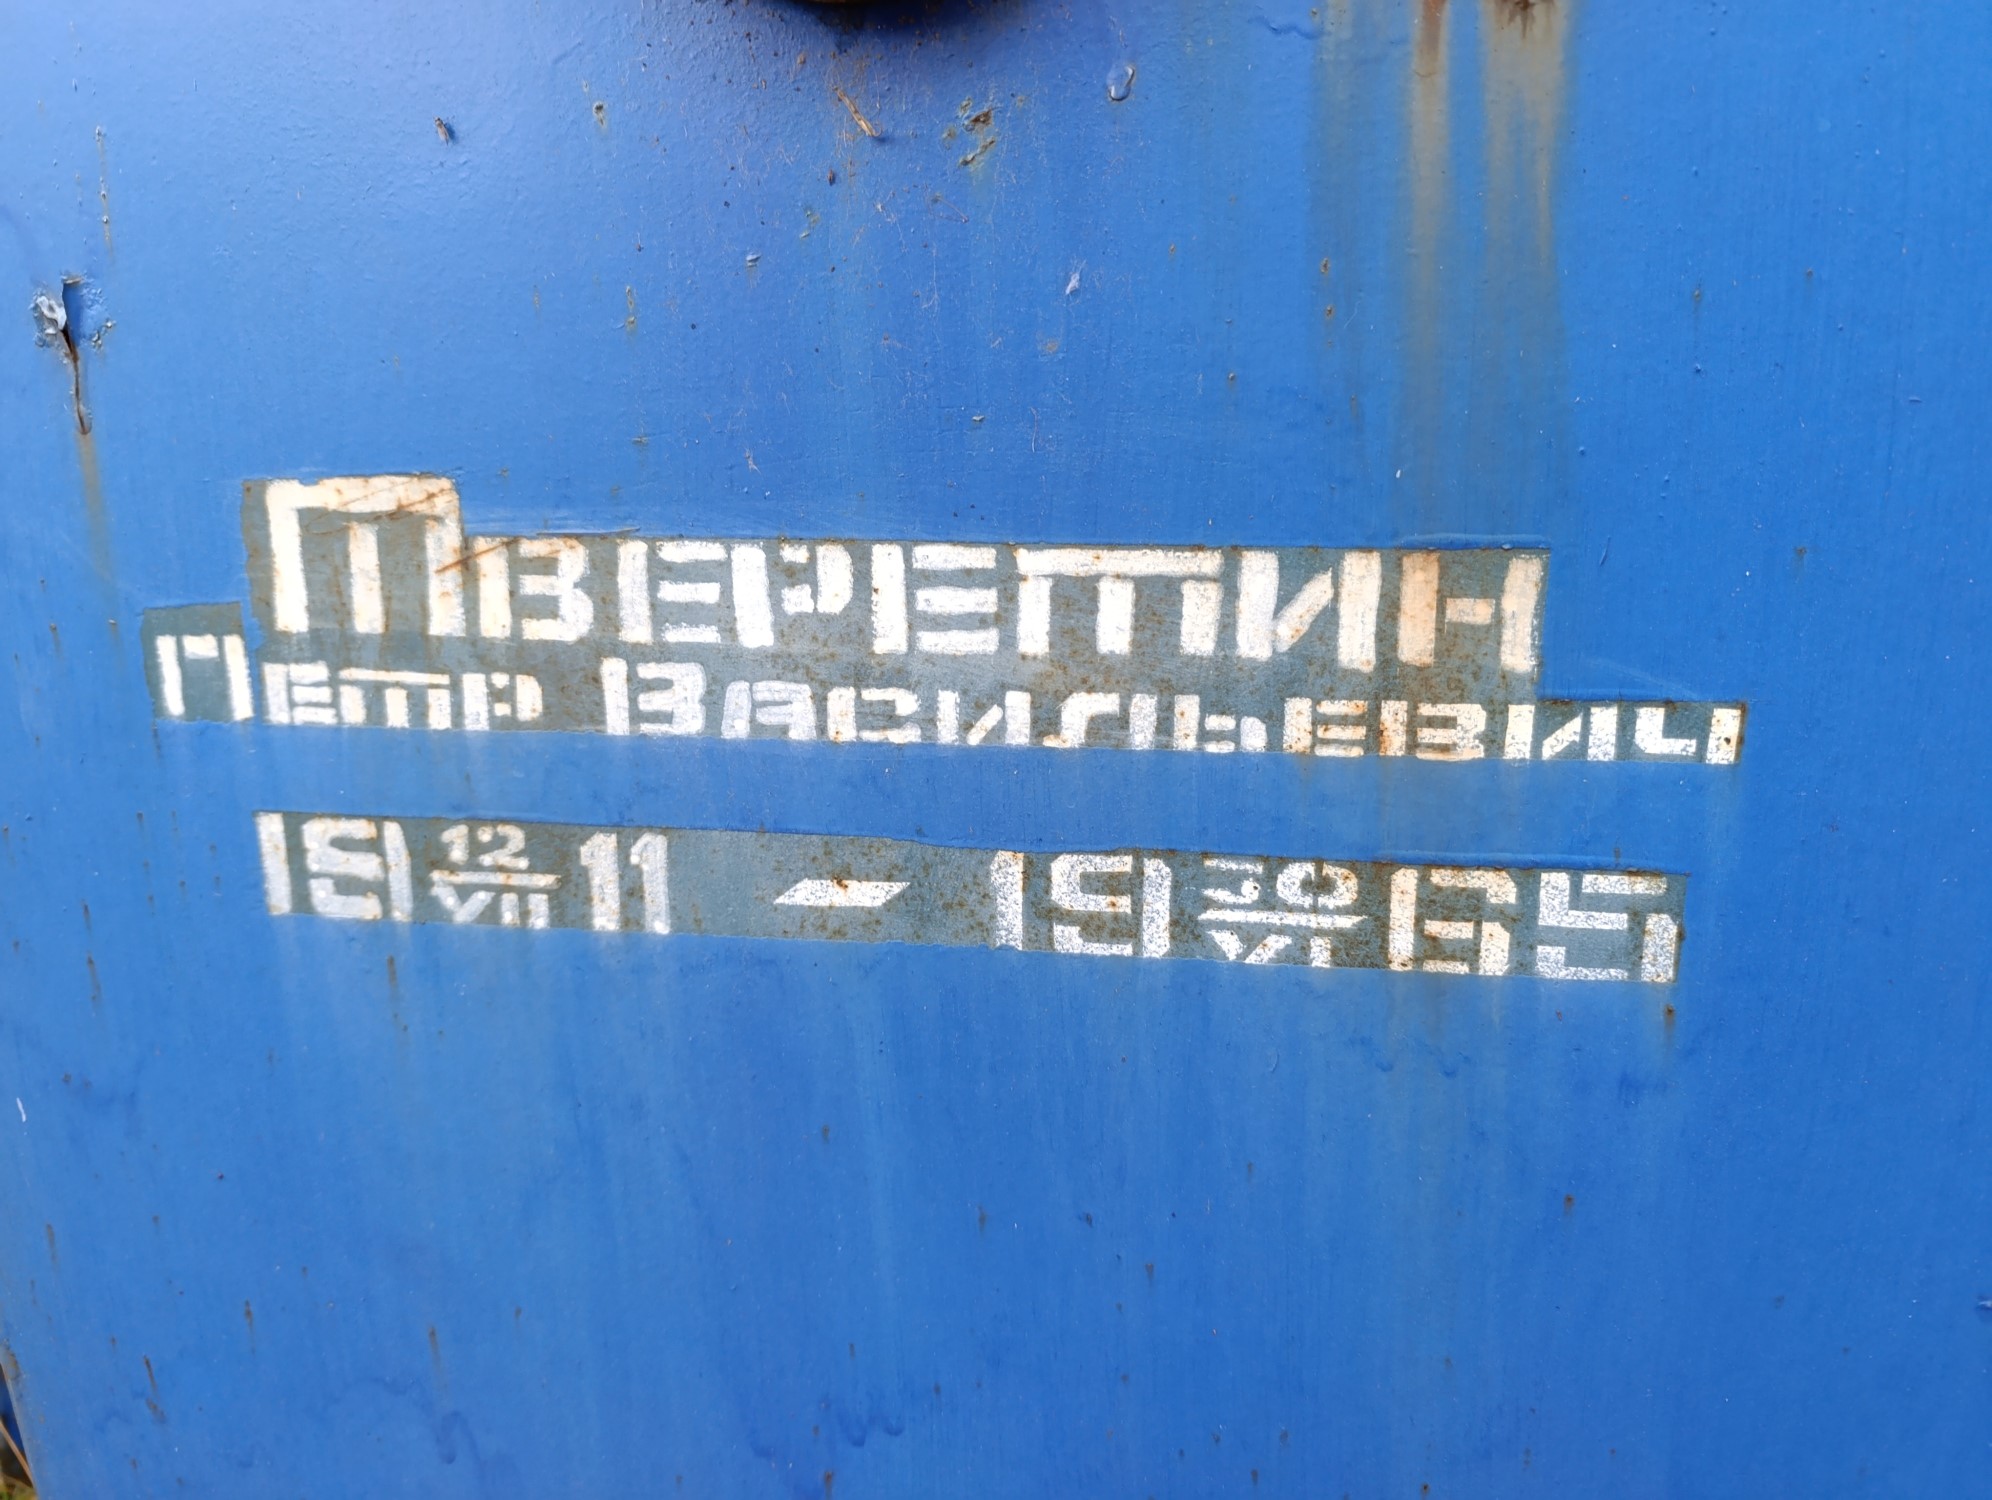 Тверетин
Петр Васильевич
19 12/VII 11 – 19 30/VI 65